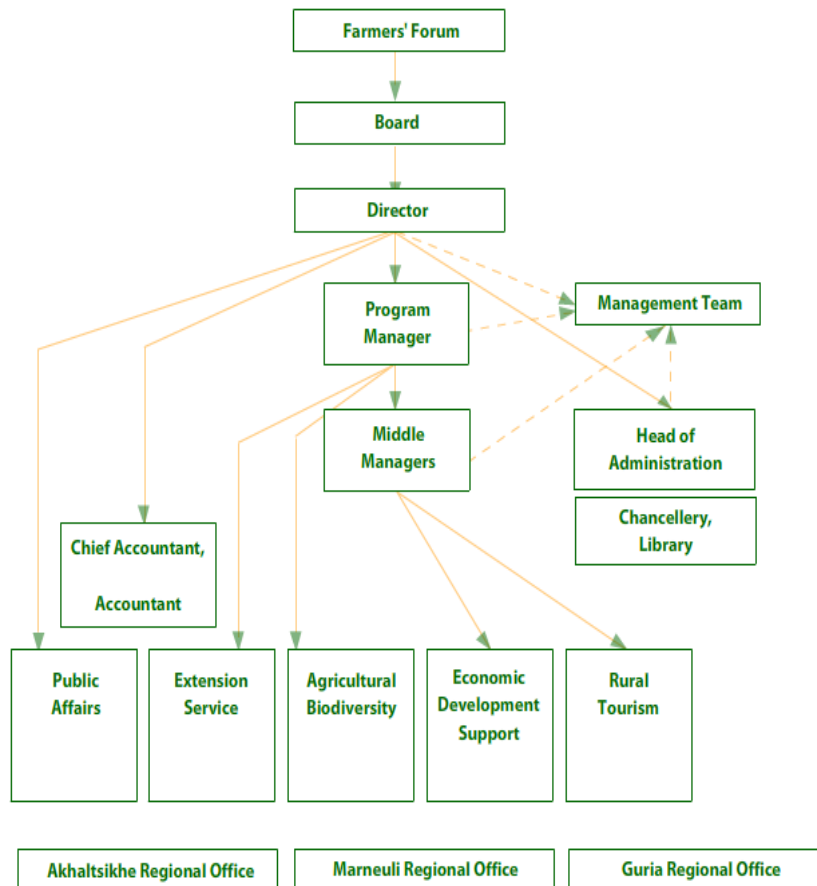 Farmers' Forum
Board
Director
Program
Manager
Management Team
Middle
Managers
Head of
Administration
Chancellery,
Library
Chief Accountant,
Accountant
Public
Affairs
Extension
Service
Agricultural
Biodiversity
Economic
Development
Support
Rural
Tourism
Akhaltsikhe Regional Office
Marneuli Regional Office
Guria Regional Office